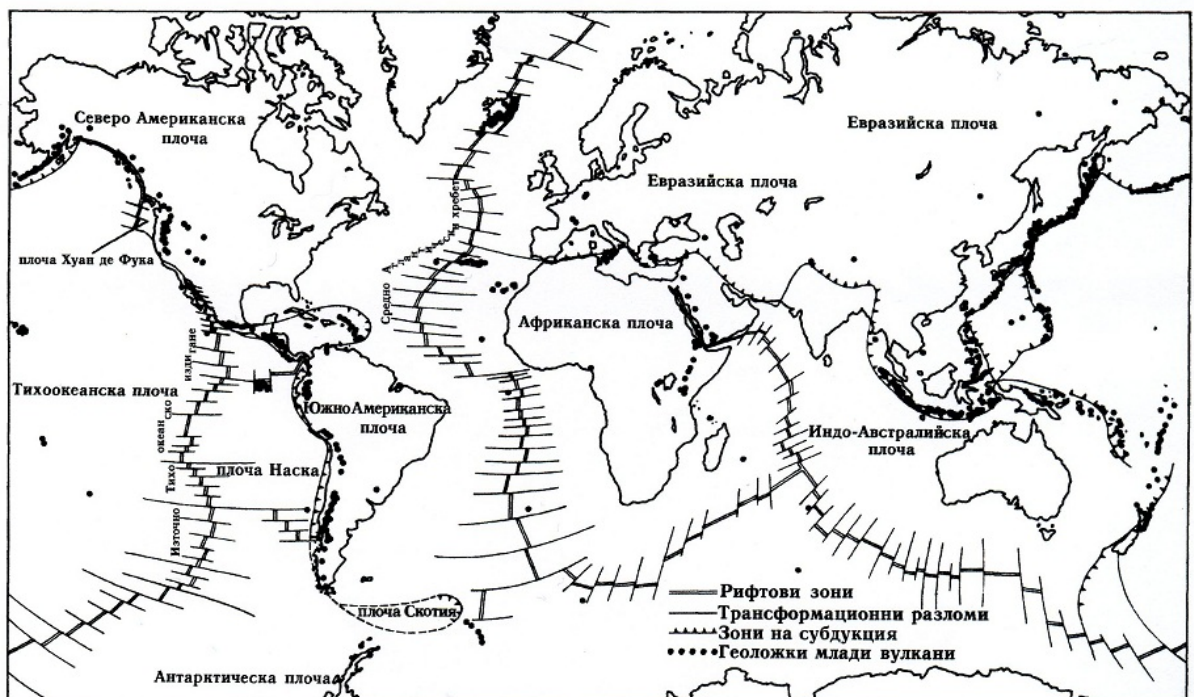 Северо Американска
плоча
Евразийска плоча
Евразийска плоча
плоча Хуан де Фука
Средно
хребет
Африканска плоча
Тихоокеанска плоча
Южно Американска
плоча
Индо-Австралийска
плоча
плоча Наска
Източно
Тихо
океан
ско
изди
гане
плоча Скотия
Антарктическа плоча
Рифтови зони
Трансформационни разломи
Зони на субдукция
Геоложки млади вулкани